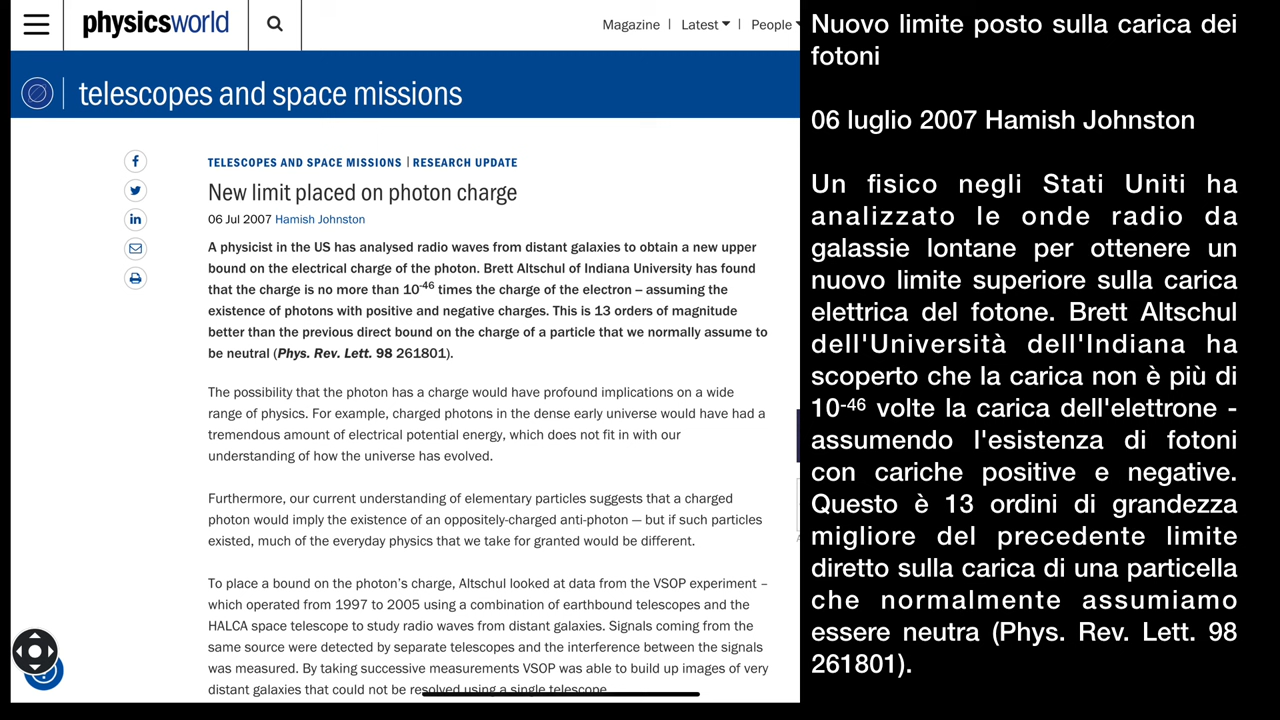 physicsworld
Magazine | Latest | People
telescopes and space missions
TELESCOPES AND SPACE MISSIONS | RESEARCH UPDATE
New limit placed on photon charge
06 Jul 2007 Hamish Johnston
A physicist in the US has analysed radio waves from distant galaxies to obtain a new upper
bound on the electrical charge of the photon. Brett Altschul of Indiana University has found
that the charge is no more than 10⁻⁴⁶ times the charge of the electron – assuming the
existence of photons with positive and negative charges. This is 13 orders of magnitude
better than the previous direct bound on the charge of a particle that we normally assume to
be neutral (Phys. Rev. Lett. 98 261801).
The possibility that the photon has a charge would have profound implications on a wide
range of physics. For example, charged photons in the dense early universe would have had a
tremendous amount of electrical potential energy, which does not fit in with our
understanding of how the universe has evolved.
Furthermore, our current understanding of elementary particles suggests that a charged
photon would imply the existence of an oppositely-charged anti-photon — but if such particles
existed, much of the everyday physics that we take for granted would be different.
To place a bound on the photon's charge, Altschul looked at data from the VSOP experiment –
which operated from 1997 to 2005 using a combination of earthbound telescopes and the
HALCA space telescope to study radio waves from distant galaxies. Signals coming from the
same source were detected by separate telescopes and the interference between the signals
was measured. By taking successive measurements VSOP was able to build up images of very
distant galaxies that could not be resolved using a single telescope.
Nuovo limite posto sulla carica dei
fotoni
06 luglio 2007 Hamish Johnston
Un fisico negli Stati Uniti ha
analizzato le onde radio da
galassie lontane per ottenere un
nuovo limite superiore sulla carica
elettrica del fotone. Brett Altschul
dell'Università dell'Indiana ha
scoperto che la carica non è più di
10⁻⁴⁶ volte la carica dell'elettrone -
assumendo l'esistenza di fotoni
con cariche positive e negative.
Questo è 13 ordini di grandezza
migliore del precedente limite
diretto sulla carica di una particella
che normalmente assumiamo
essere neutra (Phys. Rev. Lett. 98
261801).